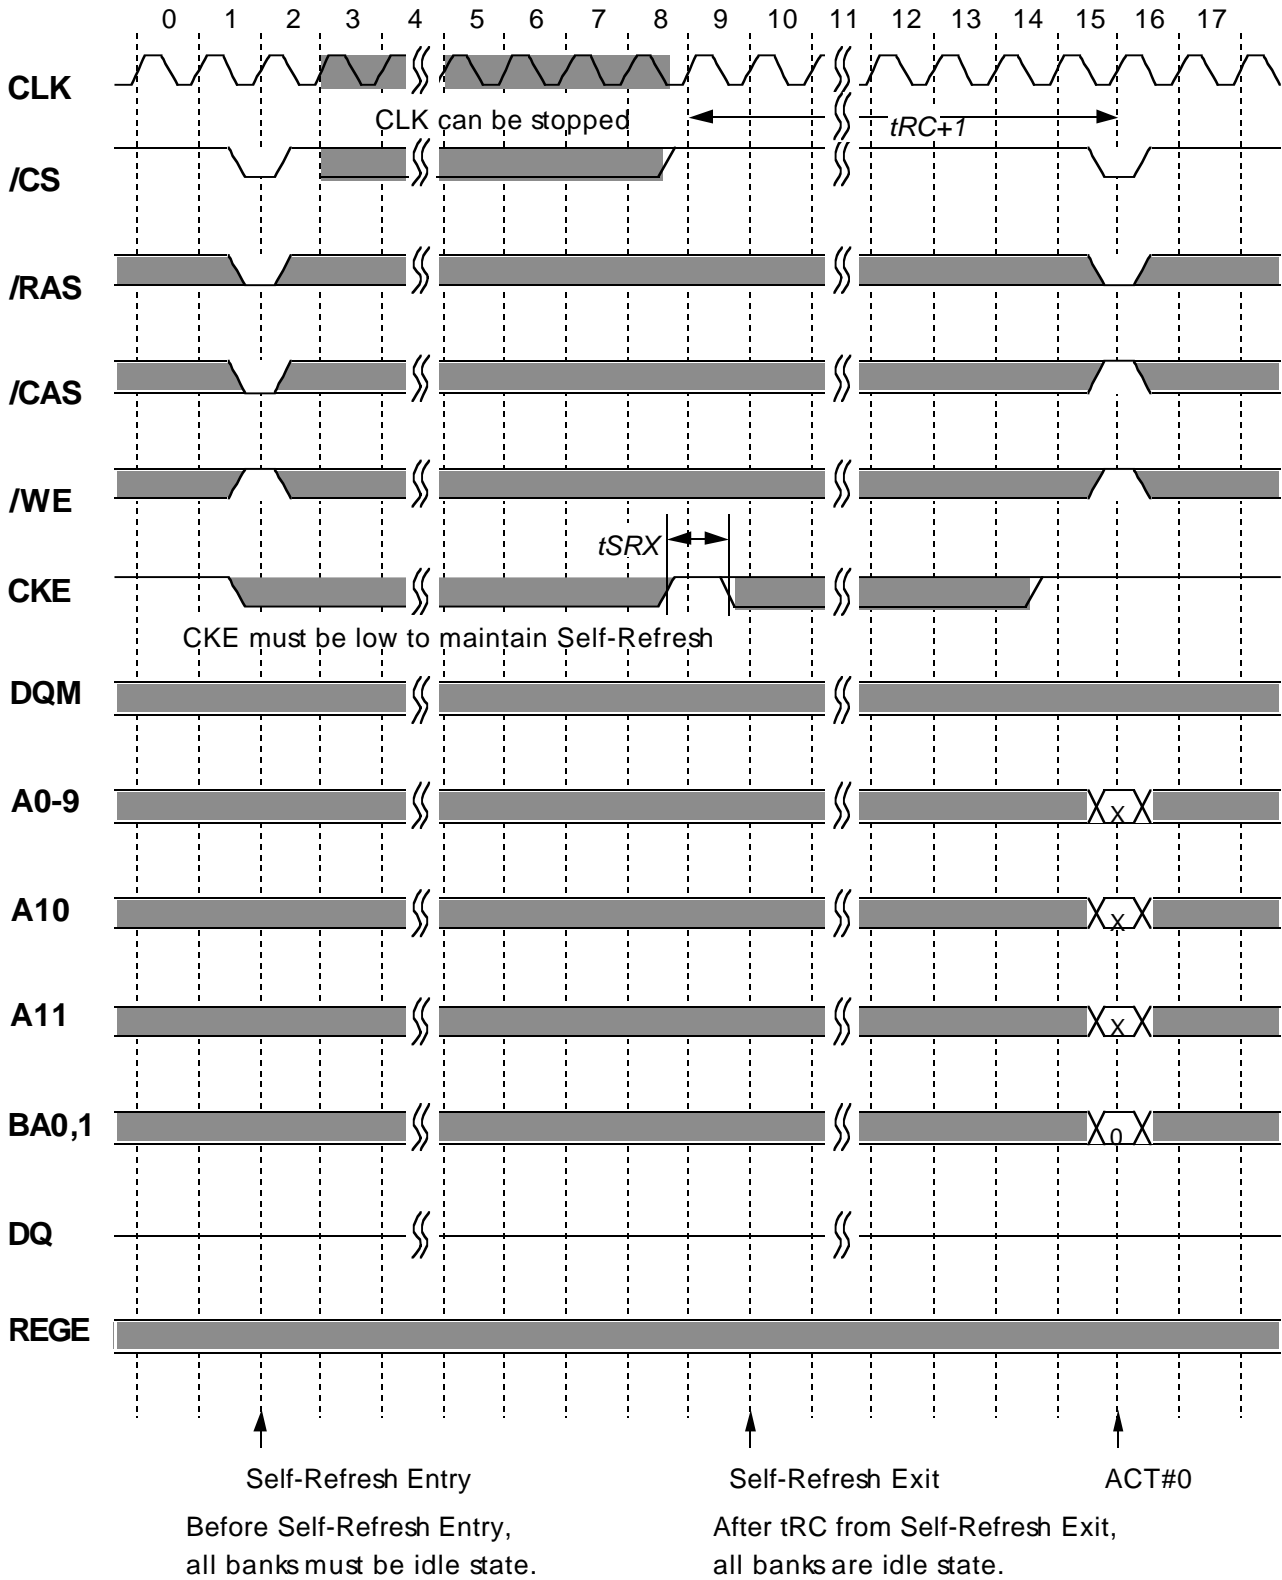 0 1 2 3 4 5 6 7 8 9 10 11 12 13 14 15 16 17
CLK
CLK can be stopped
tRC+1
/CS
/RAS
/CAS
/WE
tSRX
CKE
CKE must be low to maintain Self-Refresh
DQM
A0-9
X
A10
X
A11
X
BA0,1
0
DQ
REGE
Self-Refresh Entry
Self-Refresh Exit
ACT#0
Before Self-Refresh Entry,
all banks must be idle state.
After tRC from Self-Refresh Exit,
all banks are idle state.